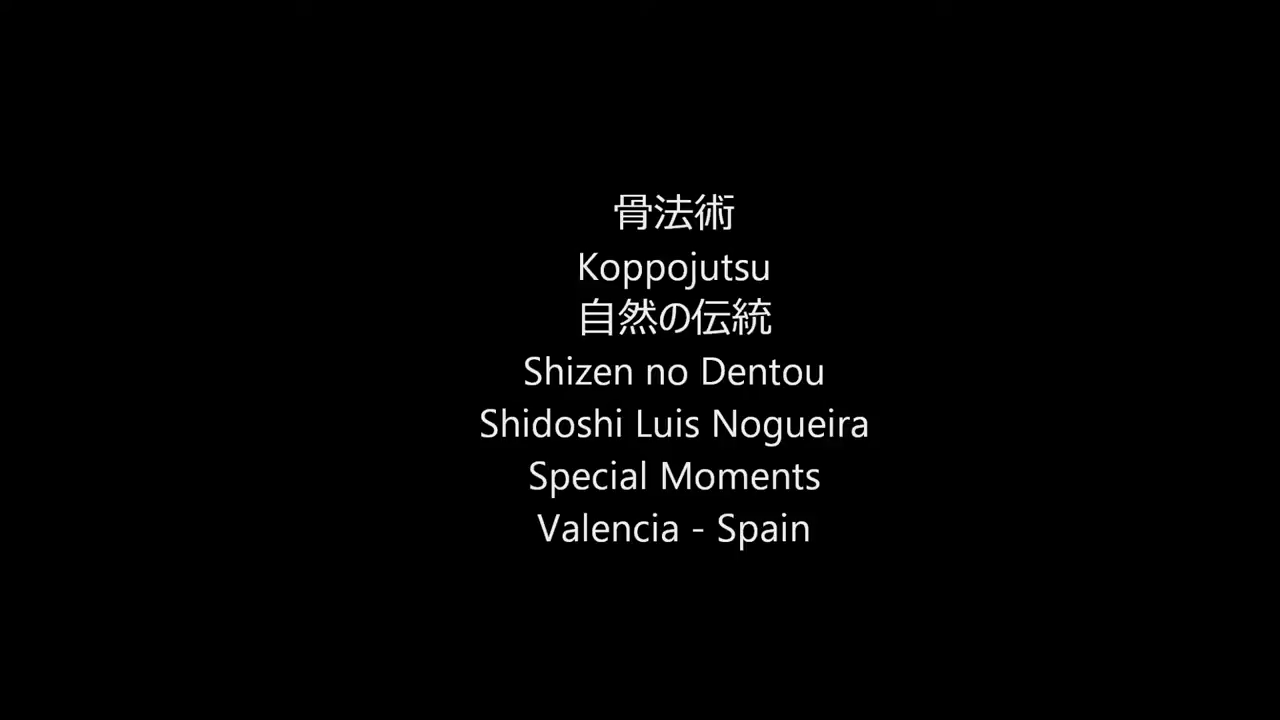 骨法術
Koppojutsu
自然の伝統
Shizen no Dentou
Shidoshi Luis Nogueira
Special Moments
Valencia - Spain